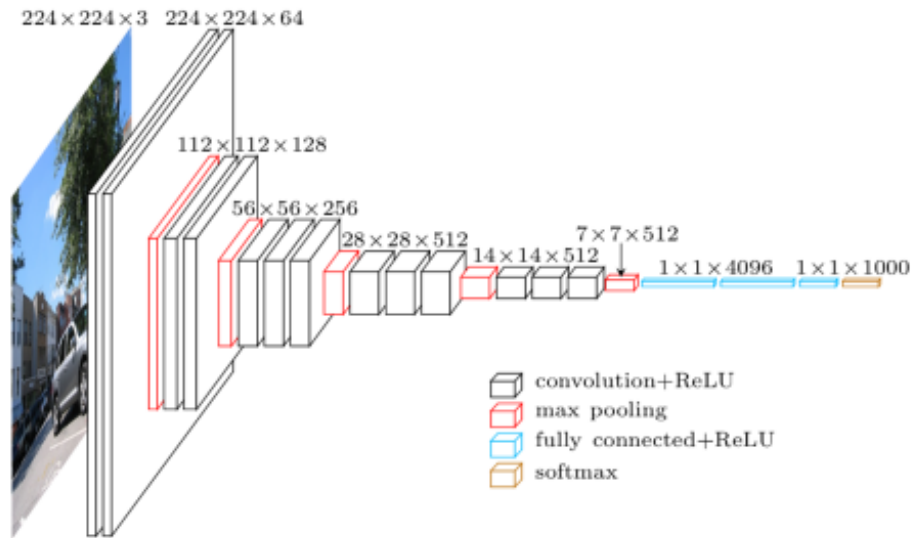 224×224×3
224×224×64
112×112×128
56×56×256
28×28×512
14×14×512
7×7×512
1×1×4096
1×1×1000
convolution+ReLU
max pooling
fully connected+ReLU
softmax